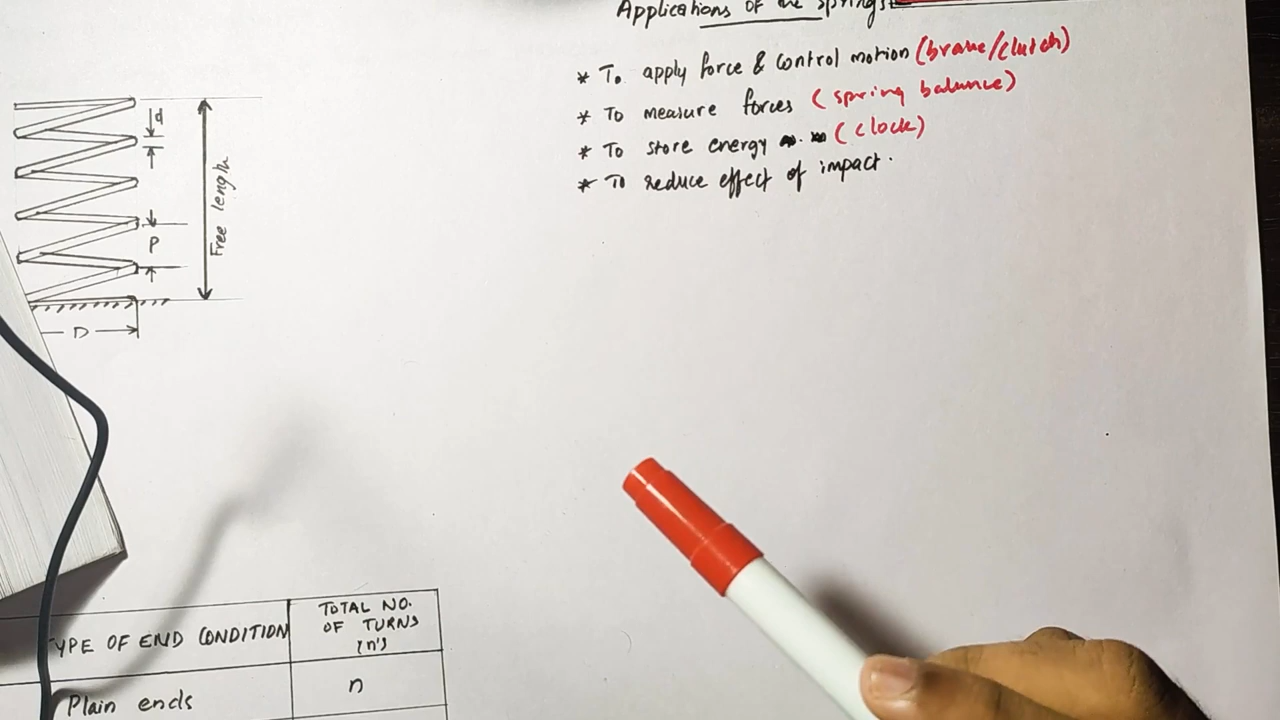 Applications of the springs
* To apply force & control motion (brake/clutch)
* To measure forces (spring balance)
* To store energy (clock)
* To reduce effect of impact.
d
P
Free length
D
TYPE OF END CONDITION
TOTAL NO. OF TURNS (n')
Plain ends
n